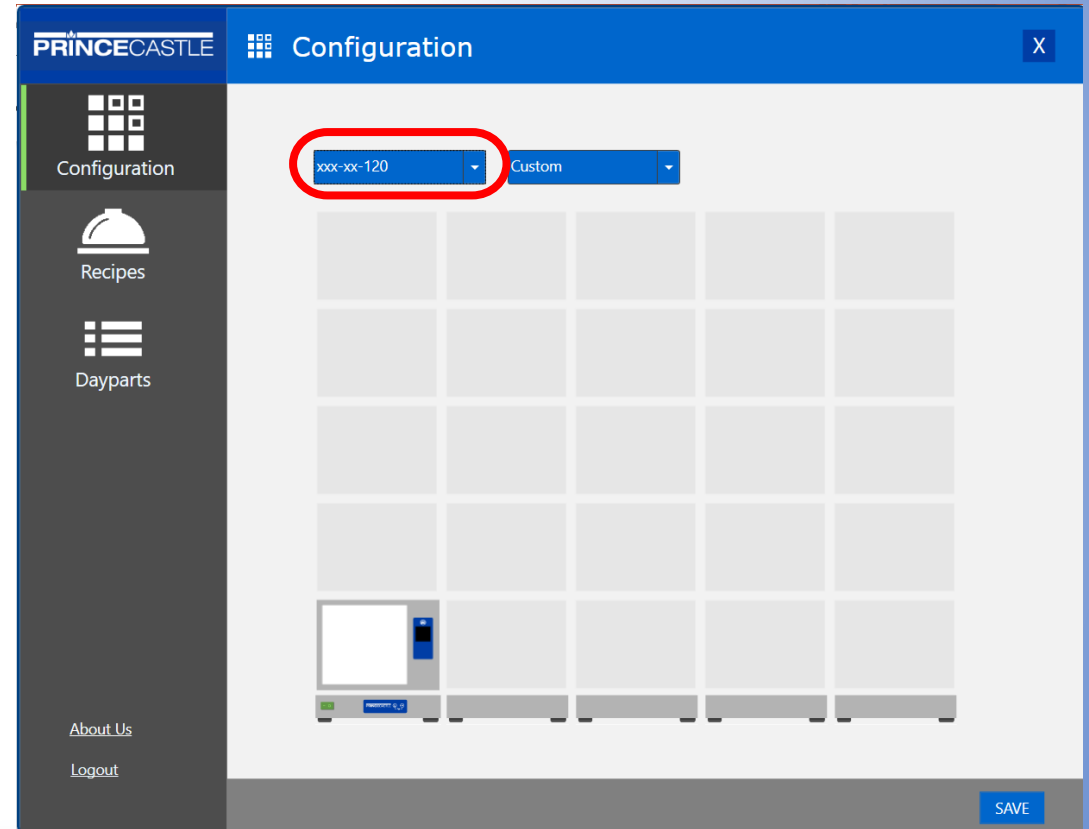 PRINCECASTLE
Configuration
X
Configuration
Recipes
Dayparts
xxx-xx-120
Custom
About Us
Logout
SAVE